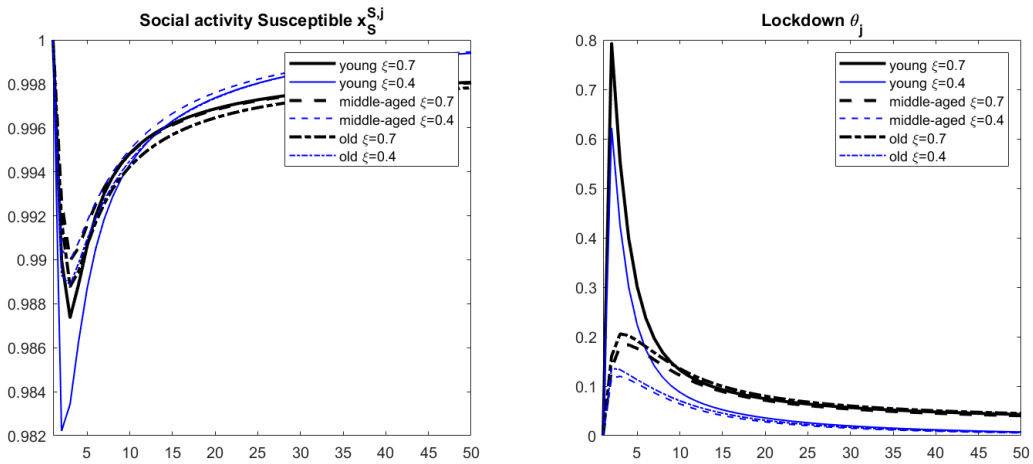 Social activity Susceptible x_S^{S,j}
1
0.998
0.996
0.994
0.992
0.99
0.988
0.986
0.984
0.982
5 10 15 20 25 30 35 40 45 50
young ξ=0.7
young ξ=0.4
middle-aged ξ=0.7
middle-aged ξ=0.4
old ξ=0.7
old ξ=0.4
Lockdown θ_j
0.8
0.7
0.6
0.5
0.4
0.3
0.2
0.1
0
5 10 15 20 25 30 35 40 45 50
young ξ=0.7
young ξ=0.4
middle-aged ξ=0.7
middle-aged ξ=0.4
old ξ=0.7
old ξ=0.4